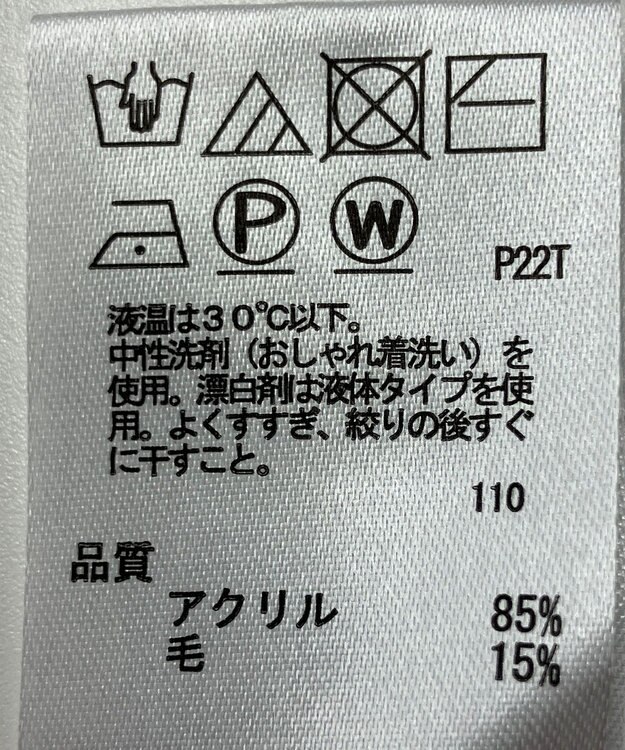 P W P22T
液温は30℃以下。
中性洗剤（おしゃれ着洗い）を
使用。漂白剤は液体タイプを使
用。よくすすぎ、絞りの後すぐ
に干すこと。
110
品質
アクリル 85%
毛 15%